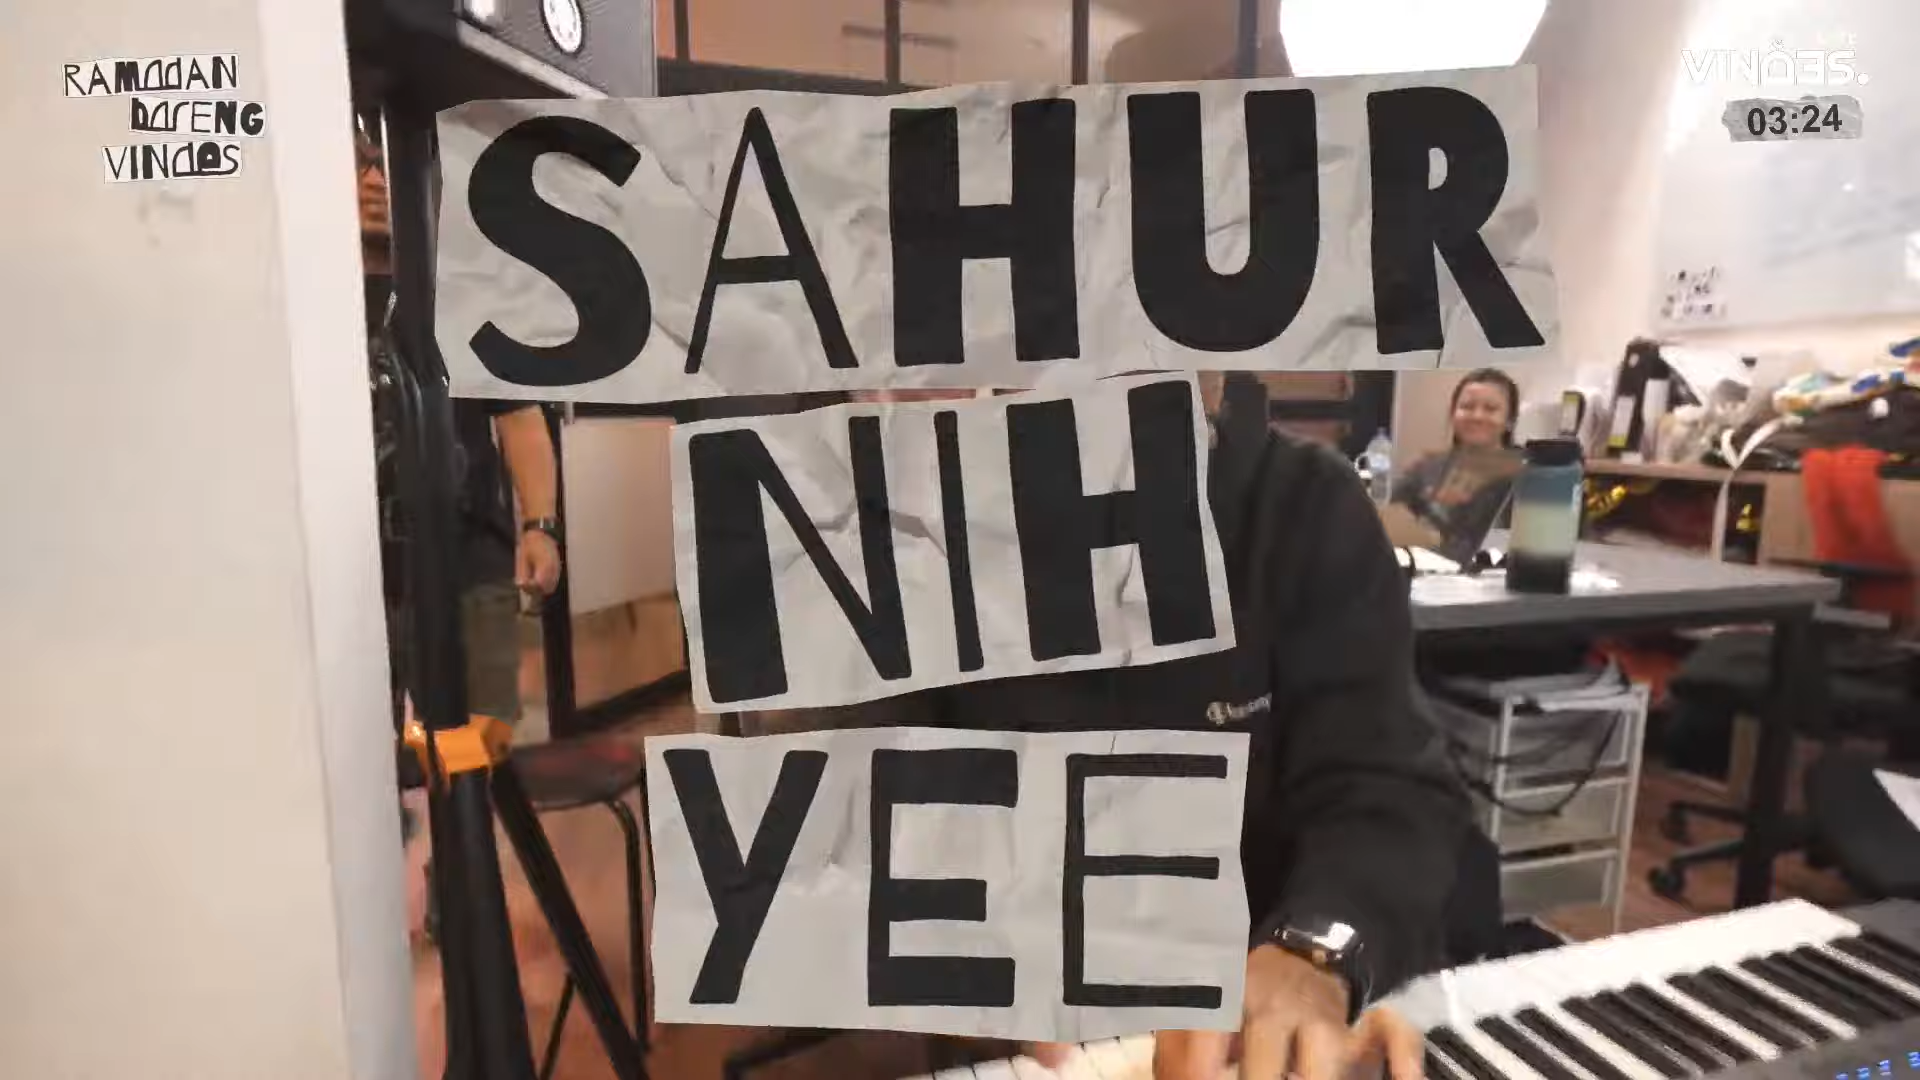 RAMADAN
BARENG
VINDES
VINDES.
03:24
SAHUR
NIH
YEE